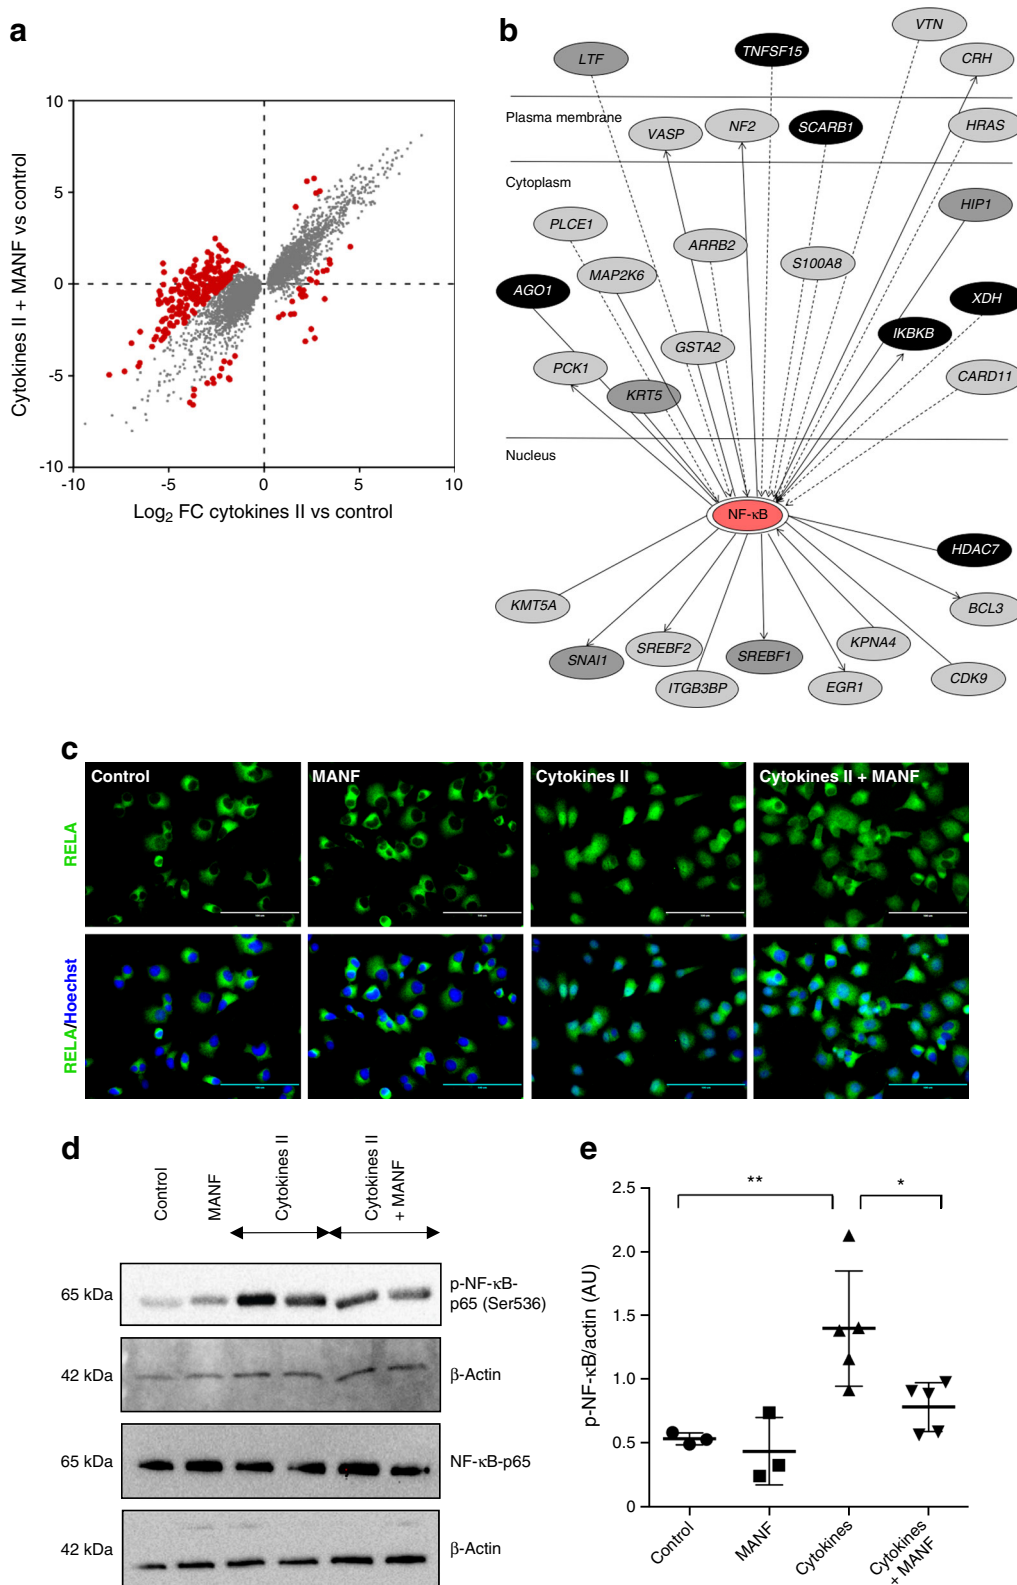 a
10
5
0
-5
-10
-10
-5
0
5
10
Cytokines II + MANF vs control
Log2 FC cytokines II vs control
b
VTN
LTF
TNFSF15
CRH
Plasma membrane
VASP
NF2
SCARB1
HRAS
Cytoplasm
PLCE1
ARRB2
HIP1
MAP2K6
S100A8
AGO1
XDH
IKBKB
GSTA2
PCK1
CARD11
KRT5
Nucleus
NF-κB
HDAC7
KMT5A
BCL3
SREBF2
KPNA4
SNAI1
SREBF1
ITGB3BP
EGR1
CDK9
c
Control
MANF
Cytokines II
Cytokines II + MANF
RELA
RELA/Hoechst
d
Control
MANF
Cytokines II
Cytokines II
+ MANF
65 kDa
p-NF-κB-
p65 (Ser536)
42 kDa
β-Actin
65 kDa
NF-κB-p65
42 kDa
β-Actin
e
**
*
2.5
2.0
1.5
1.0
0.5
0
p-NF-κB/actin (AU)
Control
MANF
Cytokines
Cytokines
+ MANF